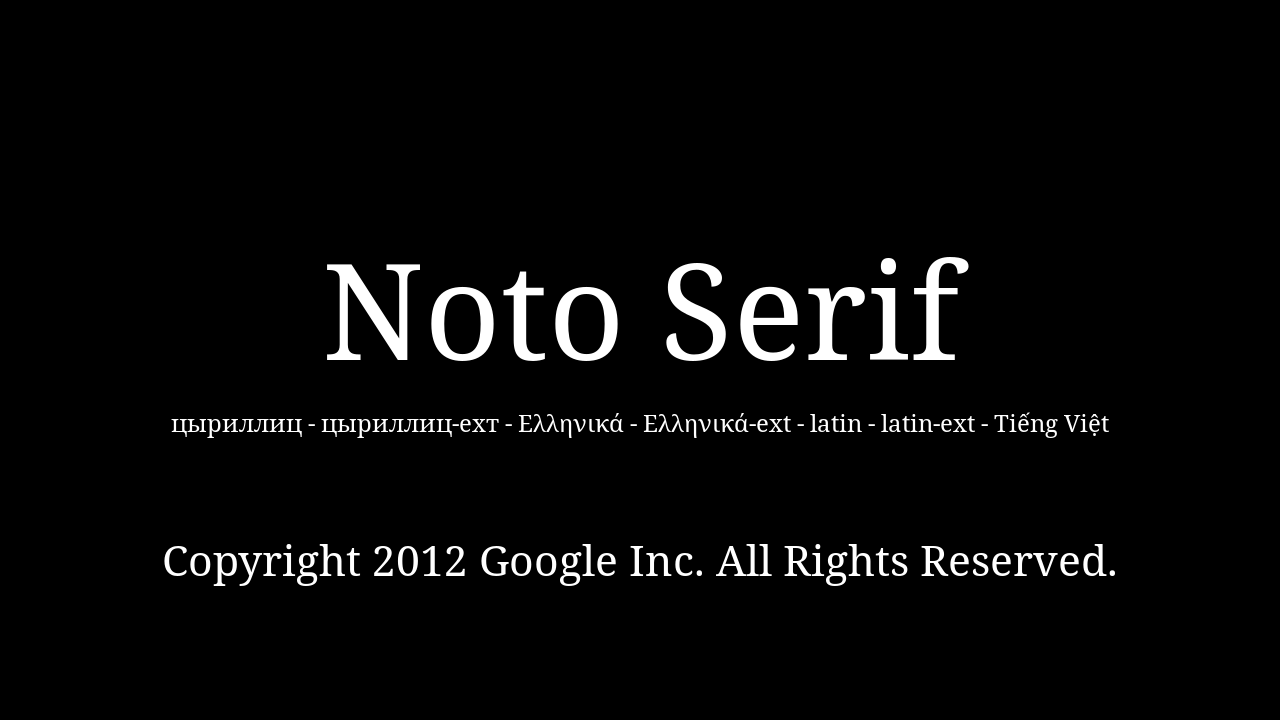 Noto Serif
цыриллиц - цыриллиц-ехт - Ελληνικά - Ελληνικά-ext - latin - latin-ext - Tiếng Việt
Copyright 2012 Google Inc. All Rights Reserved.